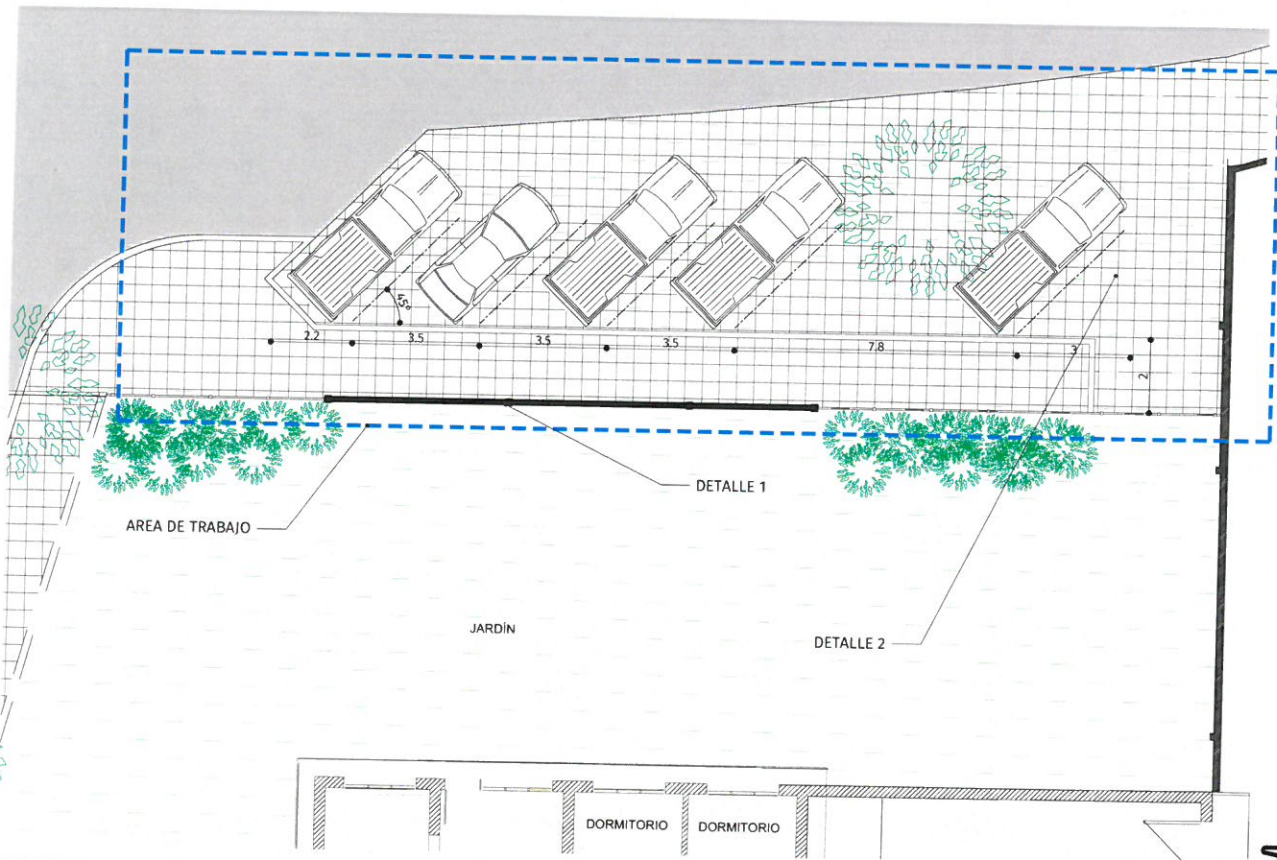 45°
2.2
3.5
3.5
3.5
7.8
3
2
DETALLE 1
AREA DE TRABAJO
JARDÍN
DETALLE 2
DORMITORIO
DORMITORIO